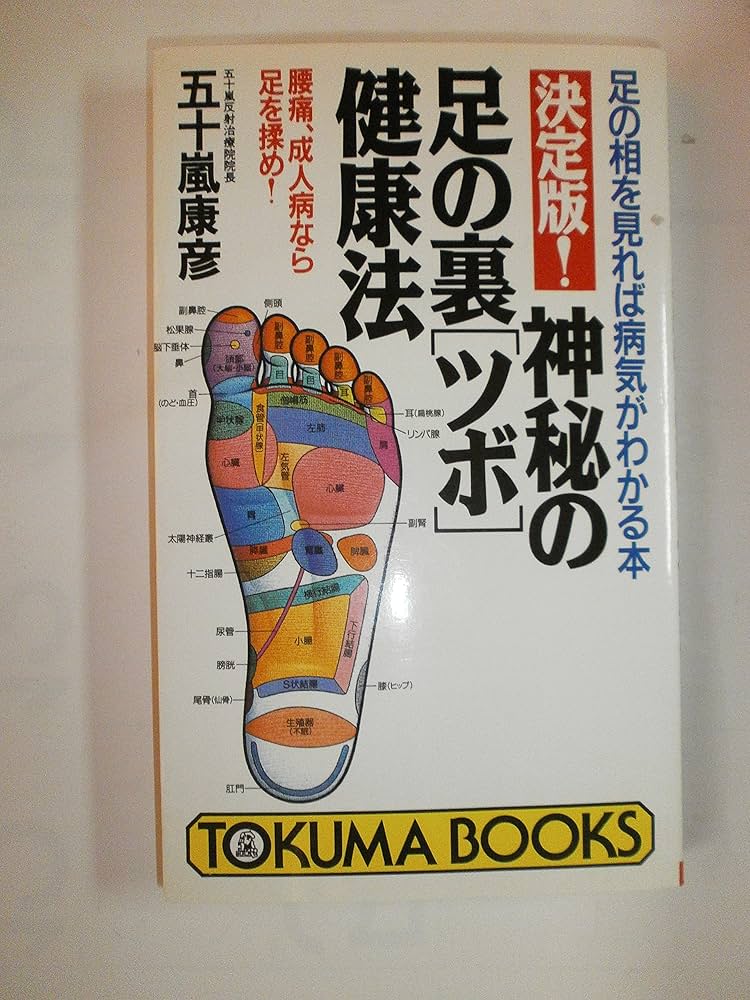 足の相を見れば病気がわかる本
決定版!
神秘の
足の裏[ツボ]
健康法
腰痛、成人病なら
足を揉め!
五十嵐反射治療院院長
五十嵐康彦
副鼻腔
側頭
松果腺
脳下垂体
鼻
頭部
(大脳・小脳)
副鼻腔
副鼻腔
副鼻腔
副鼻腔
目
目
耳
首
(のど・血圧)
僧帽筋
耳(扁桃腺)
リンパ腺
甲状腺
食管(甲状腺)
左肺
肩
心臓
左気管
心臓
胃
副腎
太陽神経叢
膵臓
腎臓
脾臓
十二指腸
横行結腸
尿管
小腸
下行結腸
膀胱
S状結腸
膝(ヒップ)
尾骨(仙骨)
生殖器
(不眠)
肛門
TOKUMA BOOKS